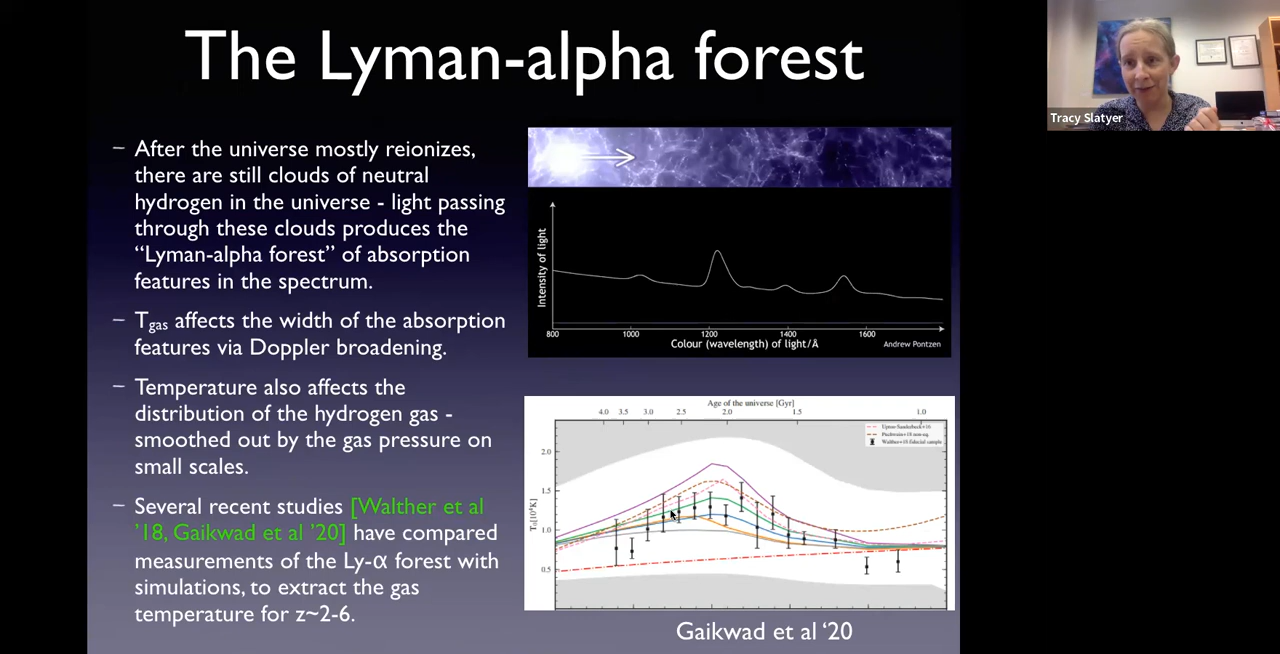 The Lyman-alpha forest
Tracy Slatyer
– After the universe mostly reionizes,
there are still clouds of neutral
hydrogen in the universe - light passing
through these clouds produces the
“Lyman-alpha forest” of absorption
features in the spectrum.
– Tgas affects the width of the absorption
features via Doppler broadening.
– Temperature also affects the
distribution of the hydrogen gas -
smoothed out by the gas pressure on
small scales.
– Several recent studies [Walther et al
’18, Gaikwad et al ’20] have compared
measurements of the Ly-α forest with
simulations, to extract the gas
temperature for z~2-6.
Intensity of light
800 1000 1200 1400 1600
Colour (wavelength) of light/Å
Andrew Pontzen
Age of the universe [Gyr]
4.0 3.5 3.0 2.5 2.0 1.5 1.0
2.0
1.5
1.0
0.5
Gaikwad et al ‘20